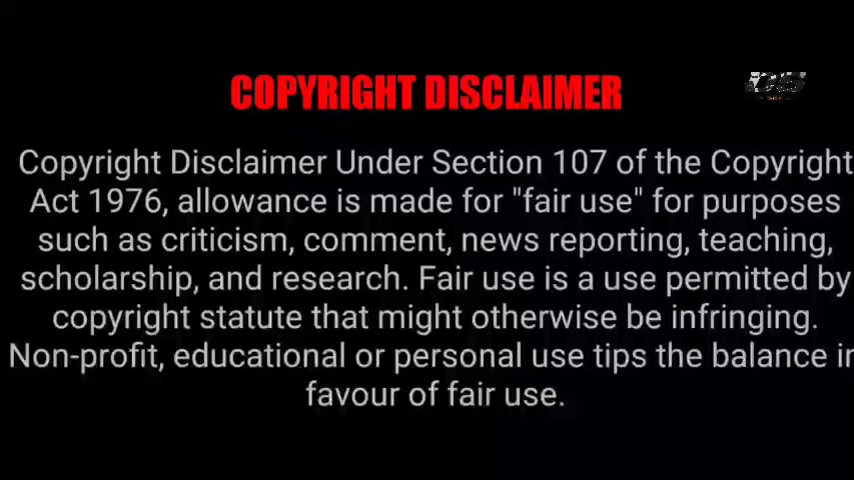 COPYRIGHT DISCLAIMER
Copyright Disclaimer Under Section 107 of the Copyright
Act 1976, allowance is made for "fair use" for purposes
such as criticism, comment, news reporting, teaching,
scholarship, and research. Fair use is a use permitted by
copyright statute that might otherwise be infringing.
Non-profit, educational or personal use tips the balance in
favour of fair use.